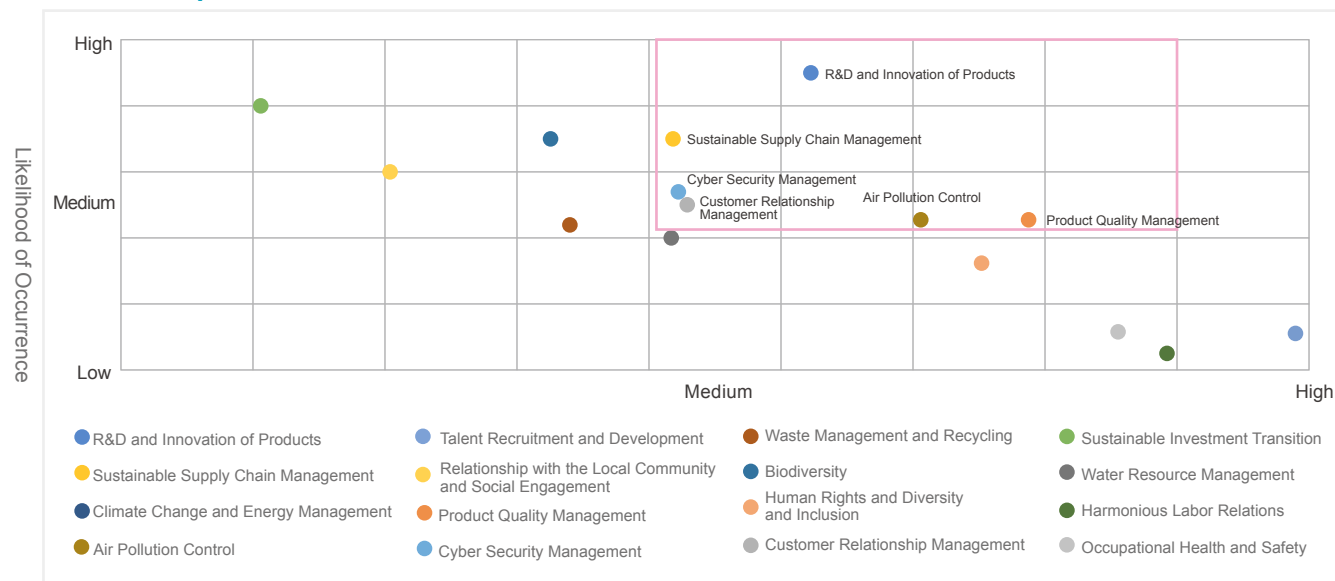 High
R&D and Innovation of Products
Sustainable Supply Chain Management
Cyber Security Management
Customer Relationship
Management
Air Pollution Control
Product Quality Management
Medium
Low
Likelihood of Occurrence
Medium
High
R&D and Innovation of Products
Talent Recruitment and Development
Waste Management and Recycling
Sustainable Investment Transition
Sustainable Supply Chain Management
Relationship with the Local Community
and Social Engagement
Biodiversity
Water Resource Management
Climate Change and Energy Management
Product Quality Management
Human Rights and Diversity
and Inclusion
Harmonious Labor Relations
Air Pollution Control
Cyber Security Management
Customer Relationship Management
Occupational Health and Safety